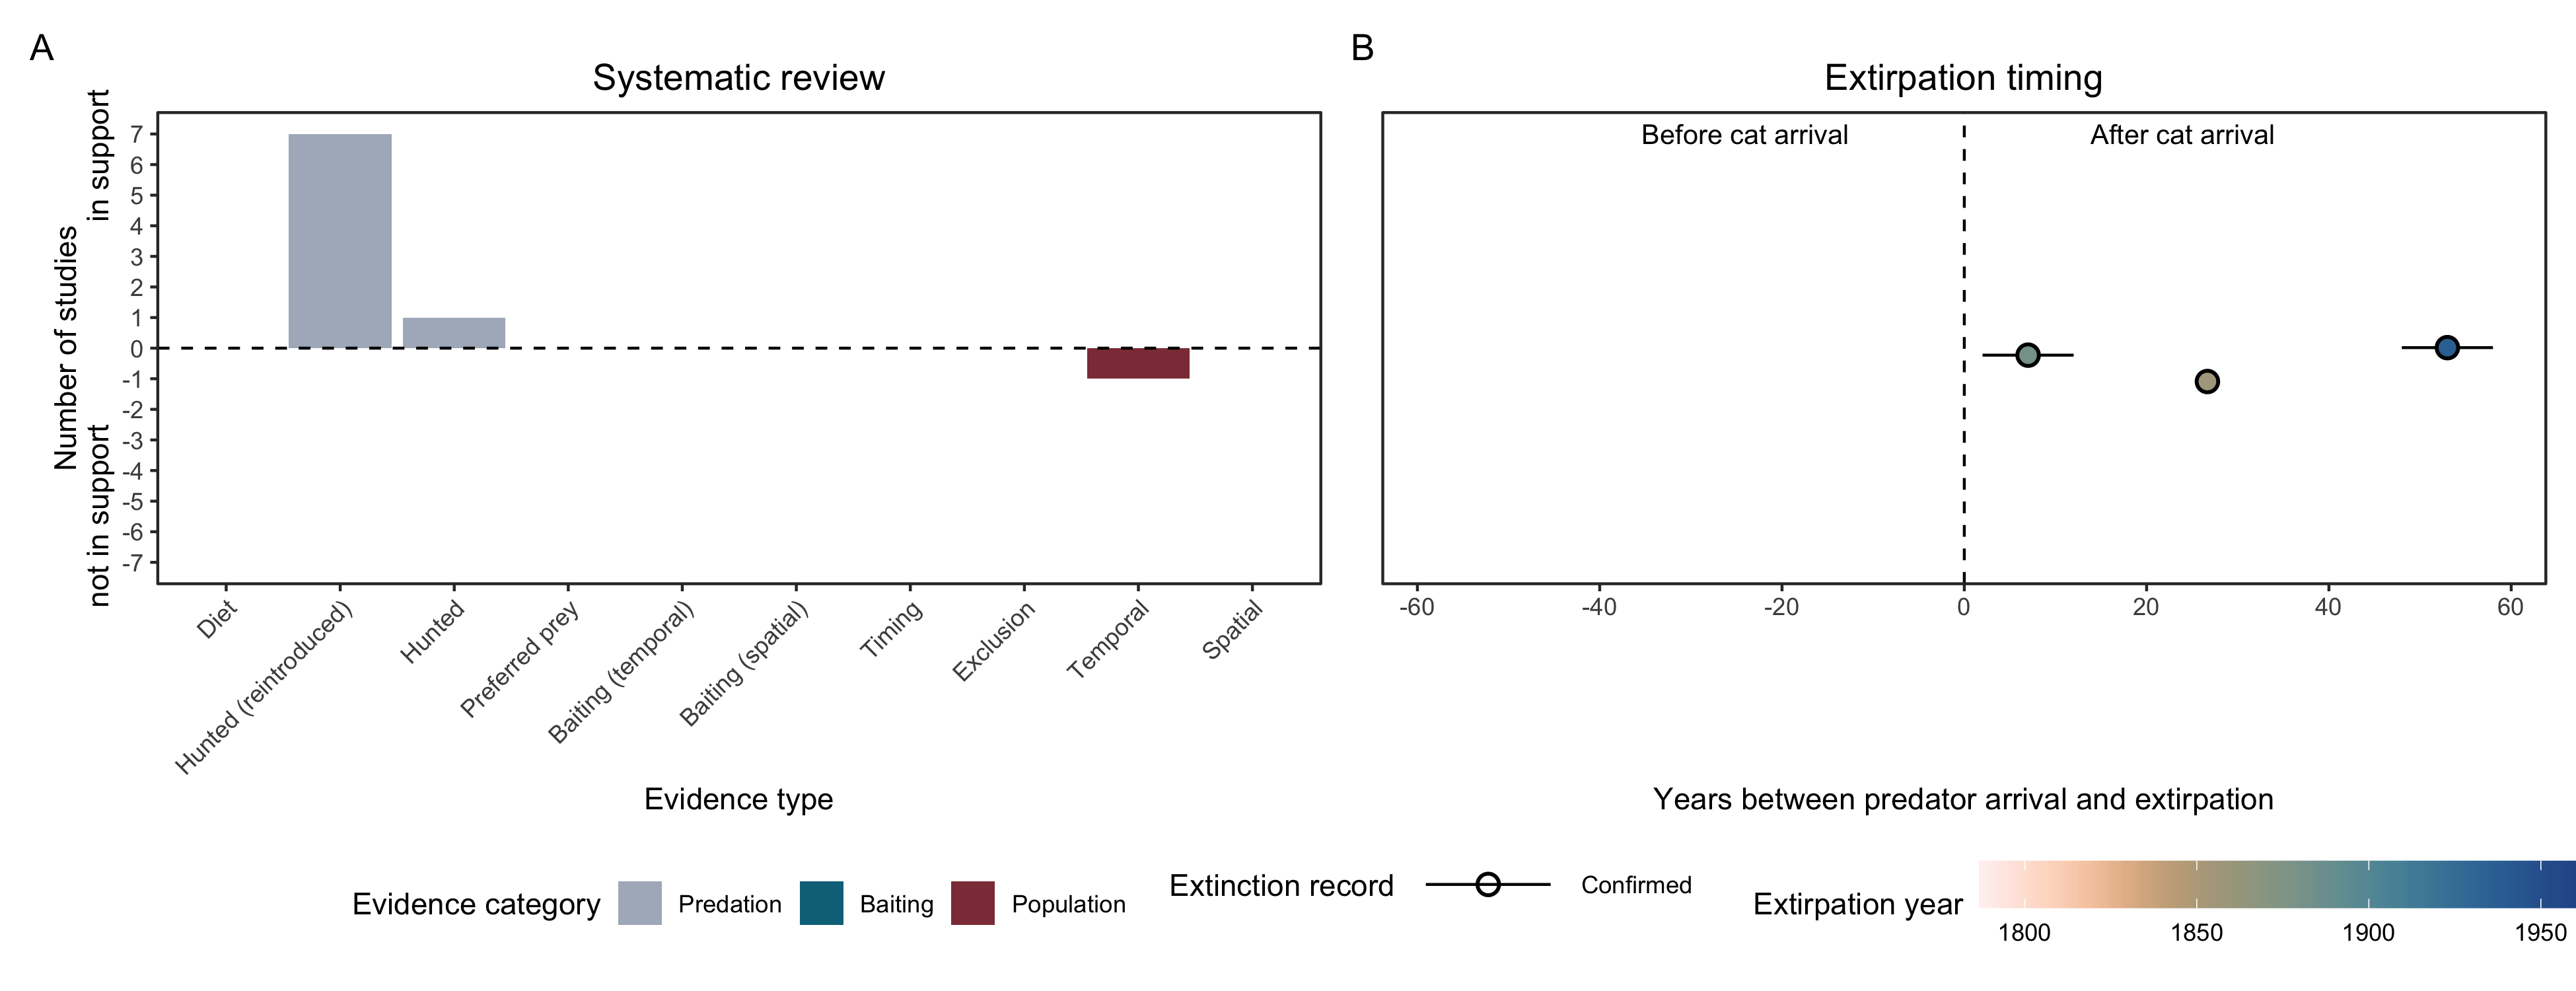 A
Systematic review
Number of studies
not in support
in support
7
6
5
4
3
2
1
0
-1
-2
-3
-4
-5
-6
-7
Diet
Hunted (reintroduced)
Hunted
Preferred prey
Baiting (temporal)
Baiting (spatial)
Timing
Exclusion
Temporal
Spatial
Evidence type
Evidence category
Predation
Baiting
Population
B
Extirpation timing
Before cat arrival
After cat arrival
-60
-40
-20
0
20
40
60
Years between predator arrival and extirpation
Extinction record
Confirmed
Extirpation year
1800
1850
1900
1950